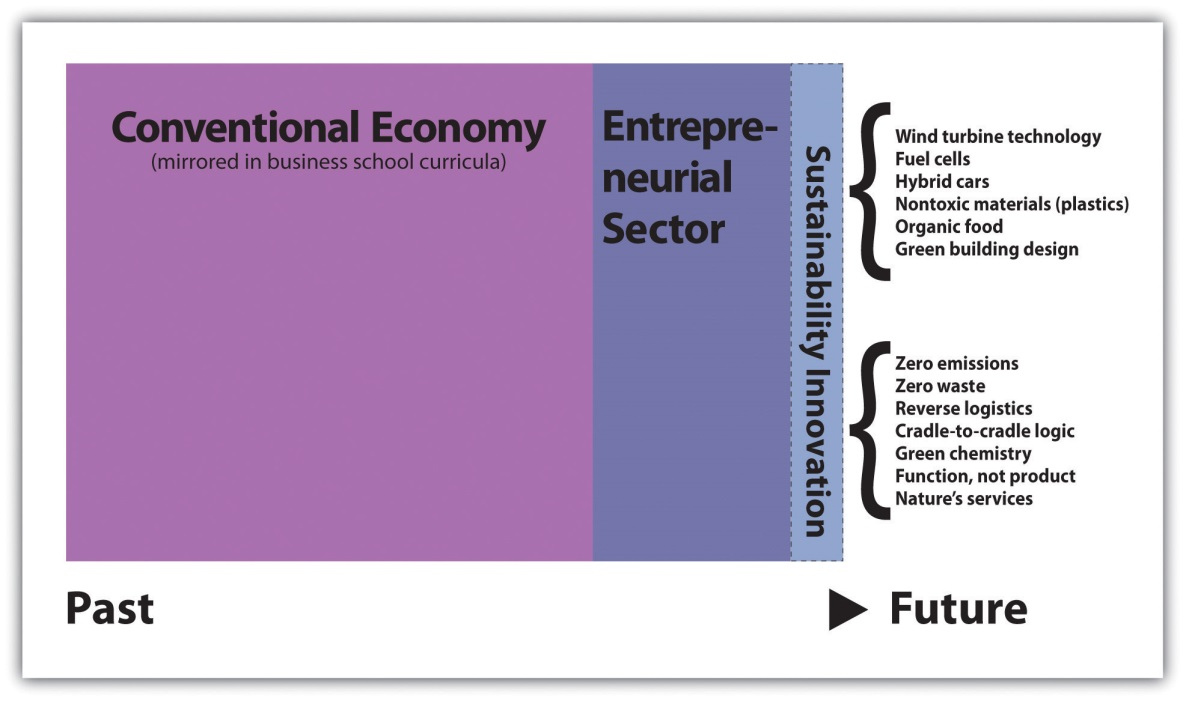 Conventional Economy
(mirrored in business school curricula)
Entrepre-
neurial
Sector
Sustainability Innovation
Wind turbine technology
Fuel cells
Hybrid cars
Nontoxic materials (plastics)
Organic food
Green building design
Zero emissions
Zero waste
Reverse logistics
Cradle-to-cradle logic
Green chemistry
Function, not product
Nature’s services
Past
Future